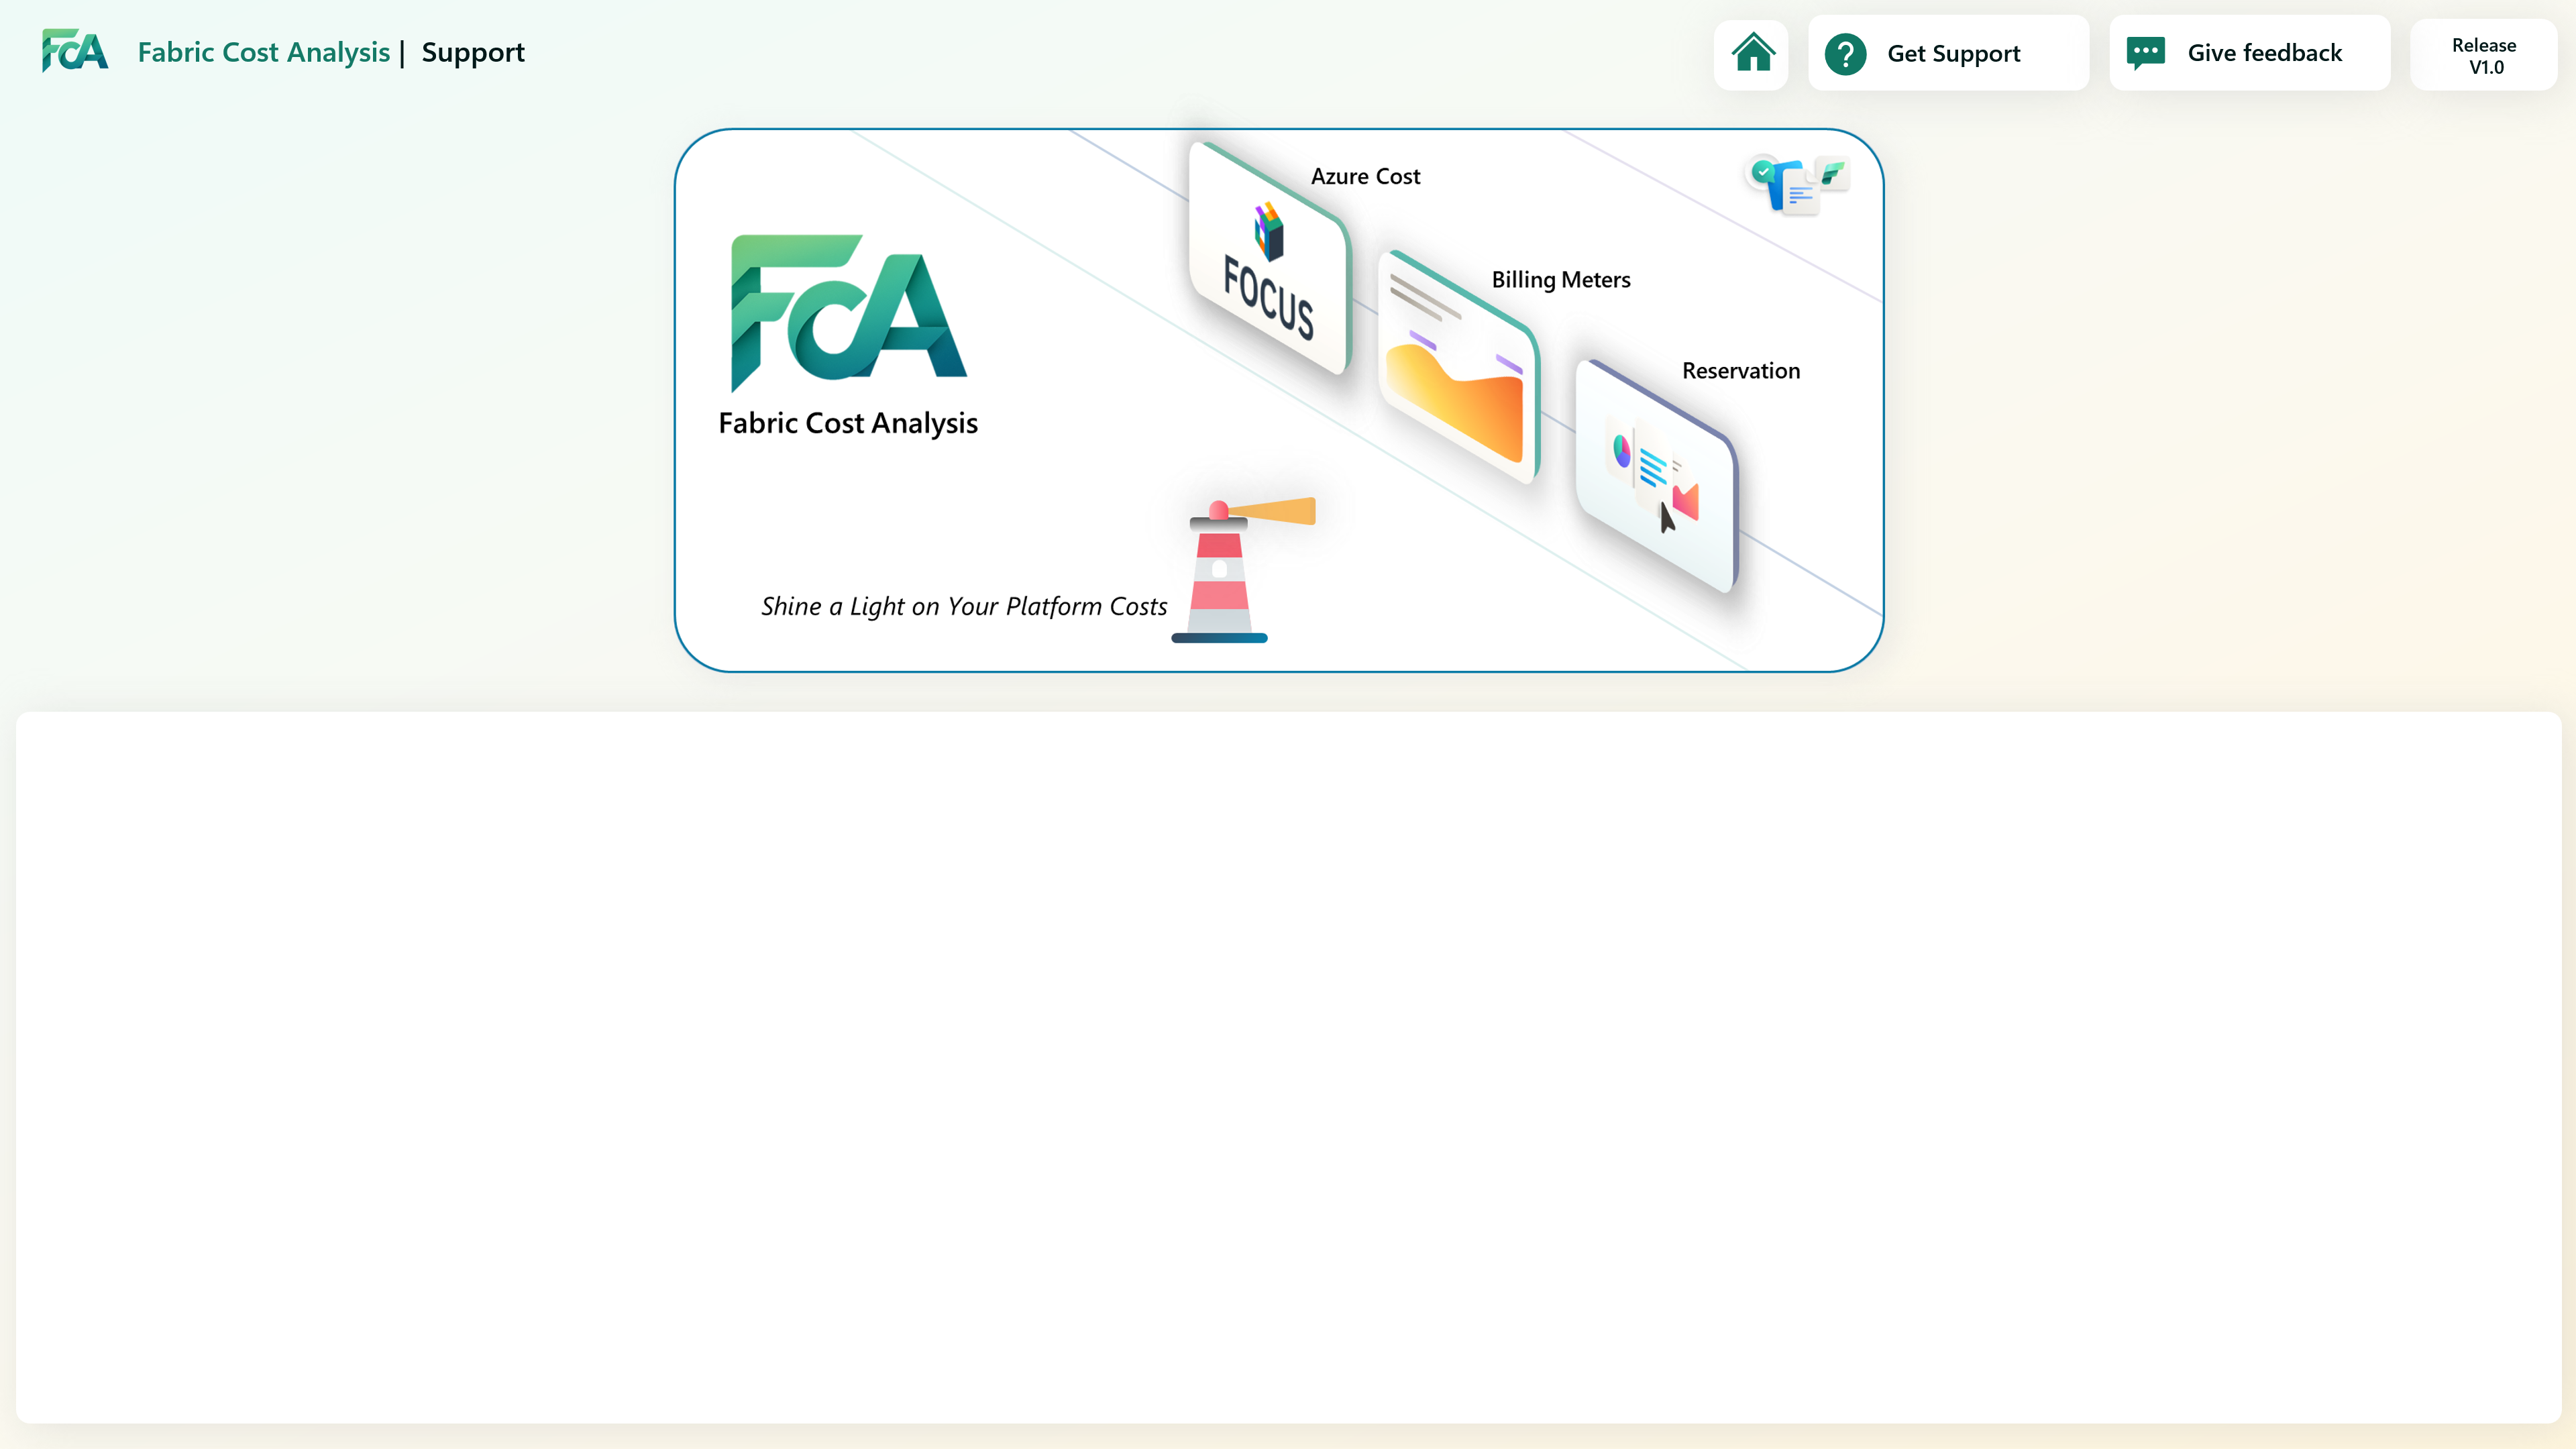 FCA Fabric Cost Analysis | Support
Get Support
Give feedback
Release
V1.0
Azure Cost
FOCUS
Billing Meters
Reservation
FCA
Fabric Cost Analysis
Shine a Light on Your Platform Costs